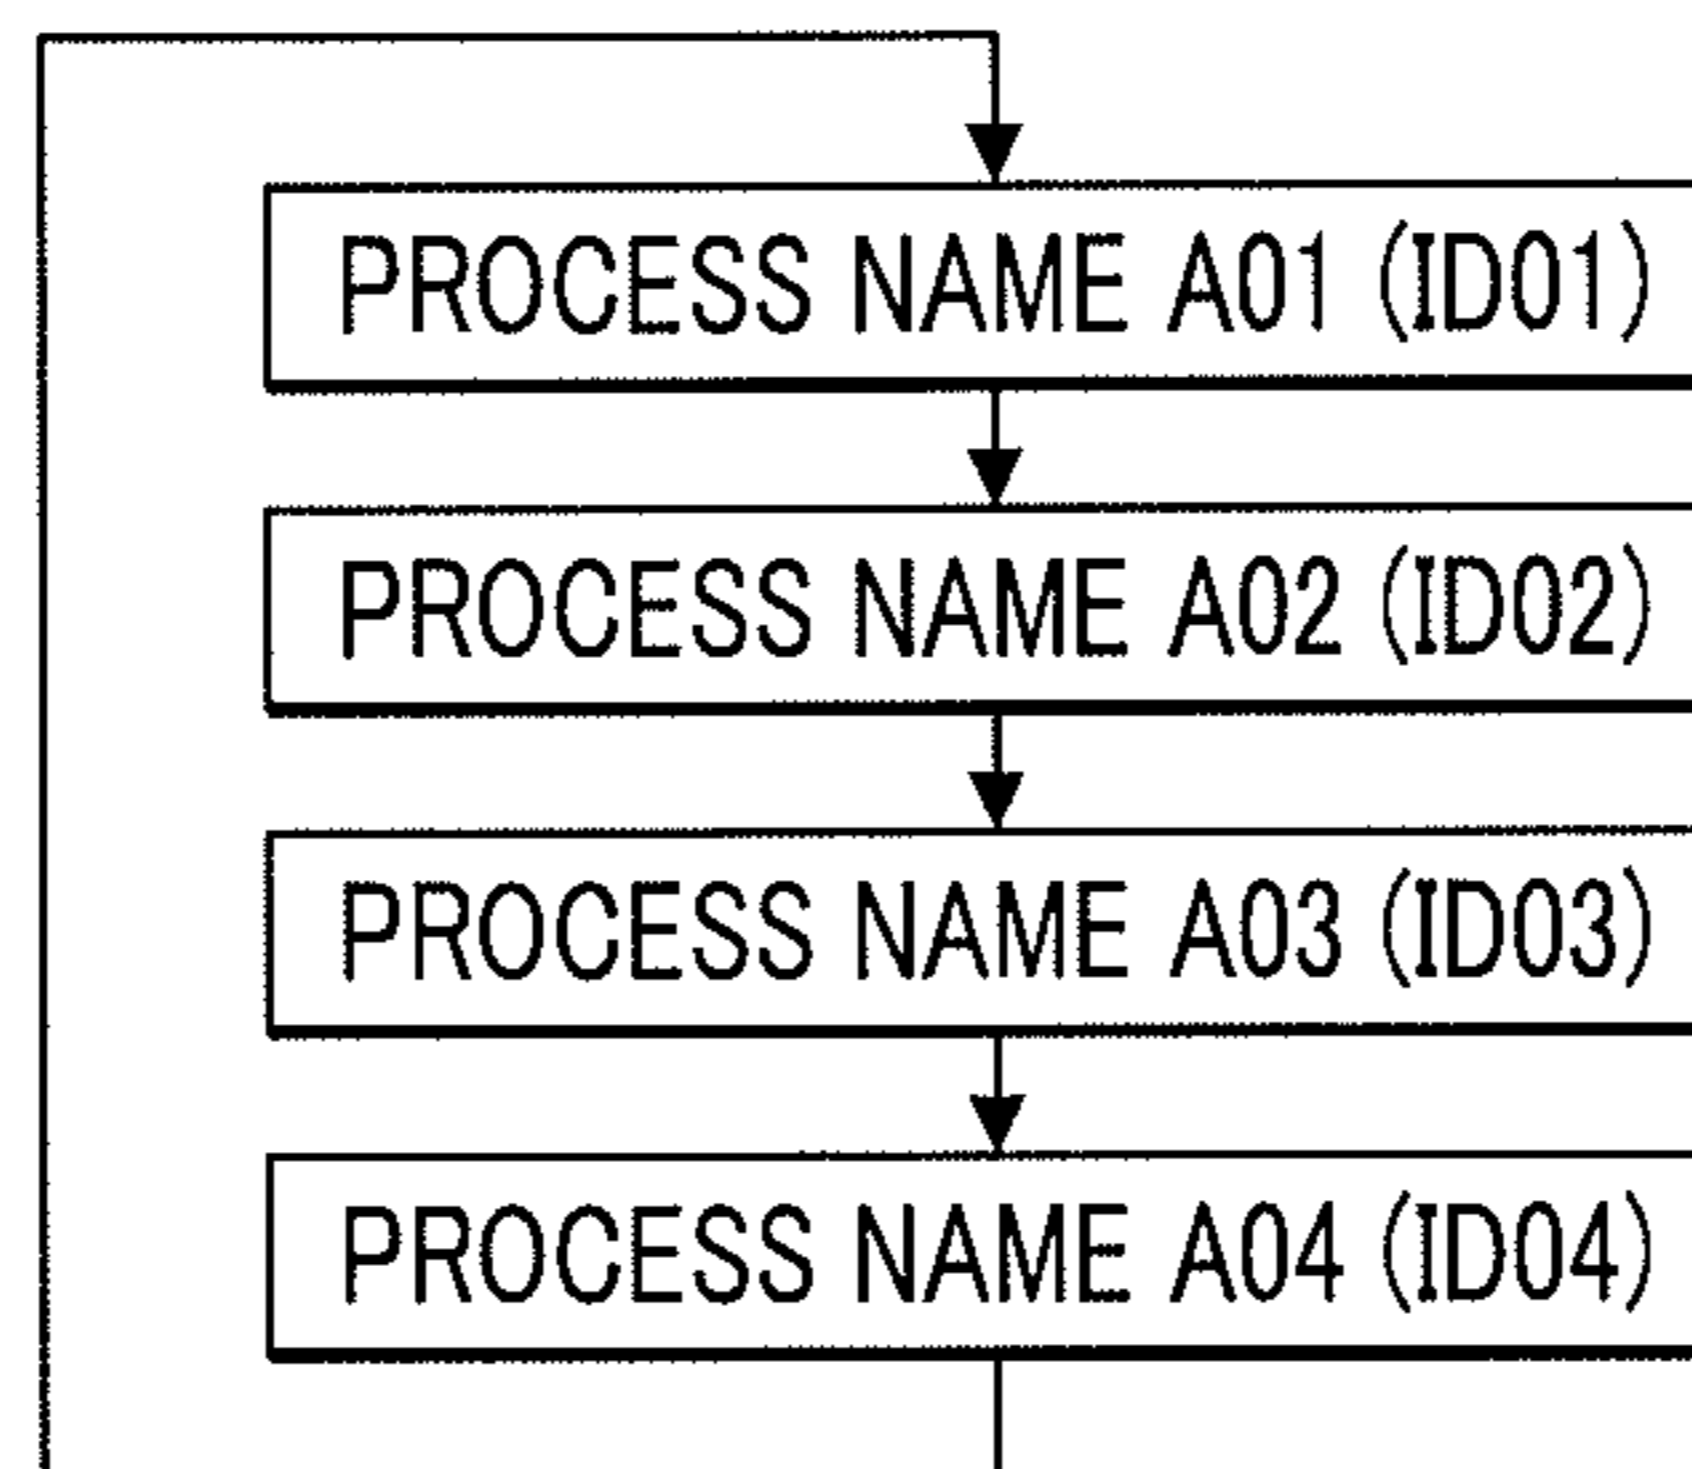 PROCESS NAME A01 (ID01)
PROCESS NAME A02 (ID02)
PROCESS NAME A03 (ID03)
PROCESS NAME A04 (ID04)